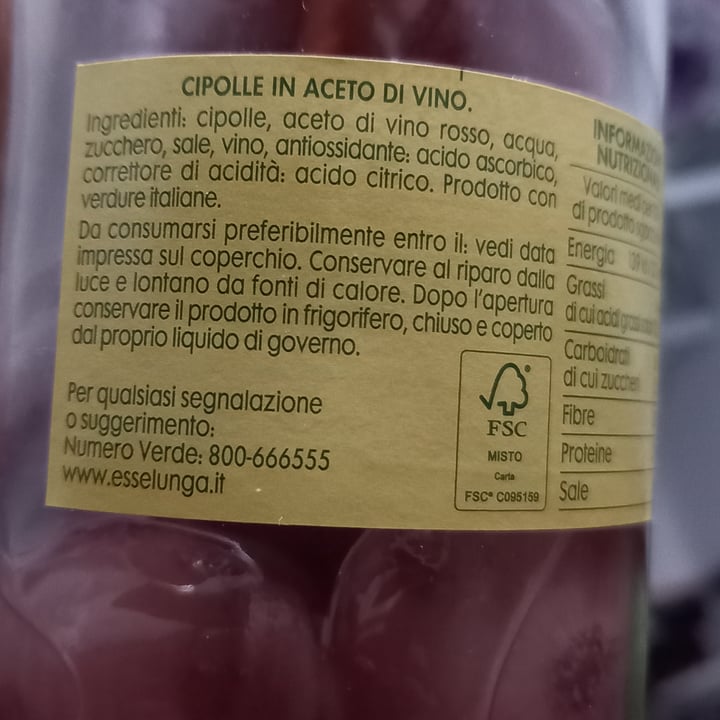 CIPOLLE IN ACETO DI VINO.
Ingredienti: cipolle, aceto di vino rosso, acqua,
zucchero, sale, vino, antiossidante: acido ascorbico,
correttore di acidità: acido citrico. Prodotto con
verdure italiane.
Da consumarsi preferibilmente entro il: vedi data
impressa sul coperchio. Conservare al riparo dalla
luce e lontano da fonti di calore. Dopo l'apertura
conservare il prodotto in frigorifero, chiuso e coperto
dal proprio liquido di governo.
Per qualsiasi segnalazione
o suggerimento:
Numero Verde: 800-666555
www.esselunga.it
FSC
MISTO
Carta
FSC® C095159
Valori medi
di prodotto
Energia
Grassi
di cui acidi
Carboidrati
di cui zuccheri
Fibre
Proteine
Sale